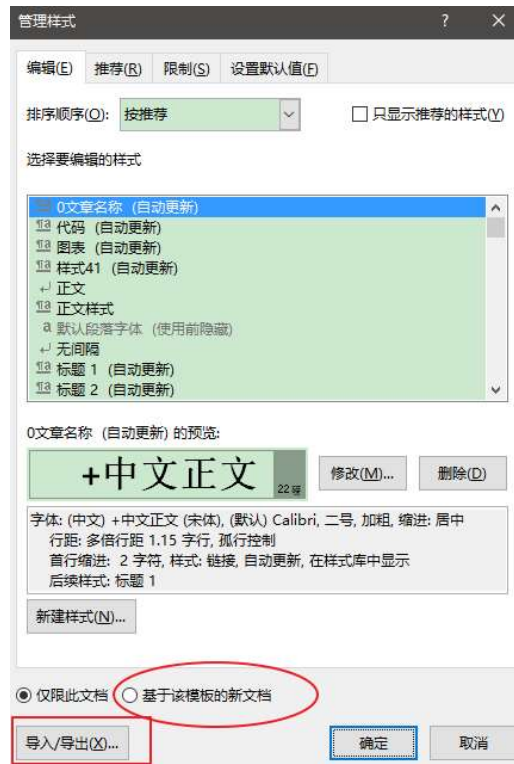 管理样式 ? ×
编辑(E) 推荐(R) 限制(S) 设置默认值(F)
排序顺序(O): 按推荐 只显示推荐的样式(Y)
选择要编辑的样式
0文章名称 (自动更新)
¶a 代码 (自动更新)
¶a 图表 (自动更新)
¶a 样式41 (自动更新)
↵ 正文
¶a 正文样式
a 默认段落字体 (使用前隐藏)
↵ 无间隔
¶a 标题 1 (自动更新)
¶a 标题 2 (自动更新)
0文章名称 (自动更新) 的预览:
+中文正文 22磅 修改(M)... 删除(D)
字体: (中文) +中文正文 (宋体), (默认) Calibri, 二号, 加粗, 缩进: 居中
行距: 多倍行距 1.15 字行, 孤行控制
首行缩进: 2 字符, 样式: 链接, 自动更新, 在样式库中显示
后续样式: 标题 1
新建样式(N)...
仅限此文档 基于该模板的新文档
导入/导出(X)... 确定 取消